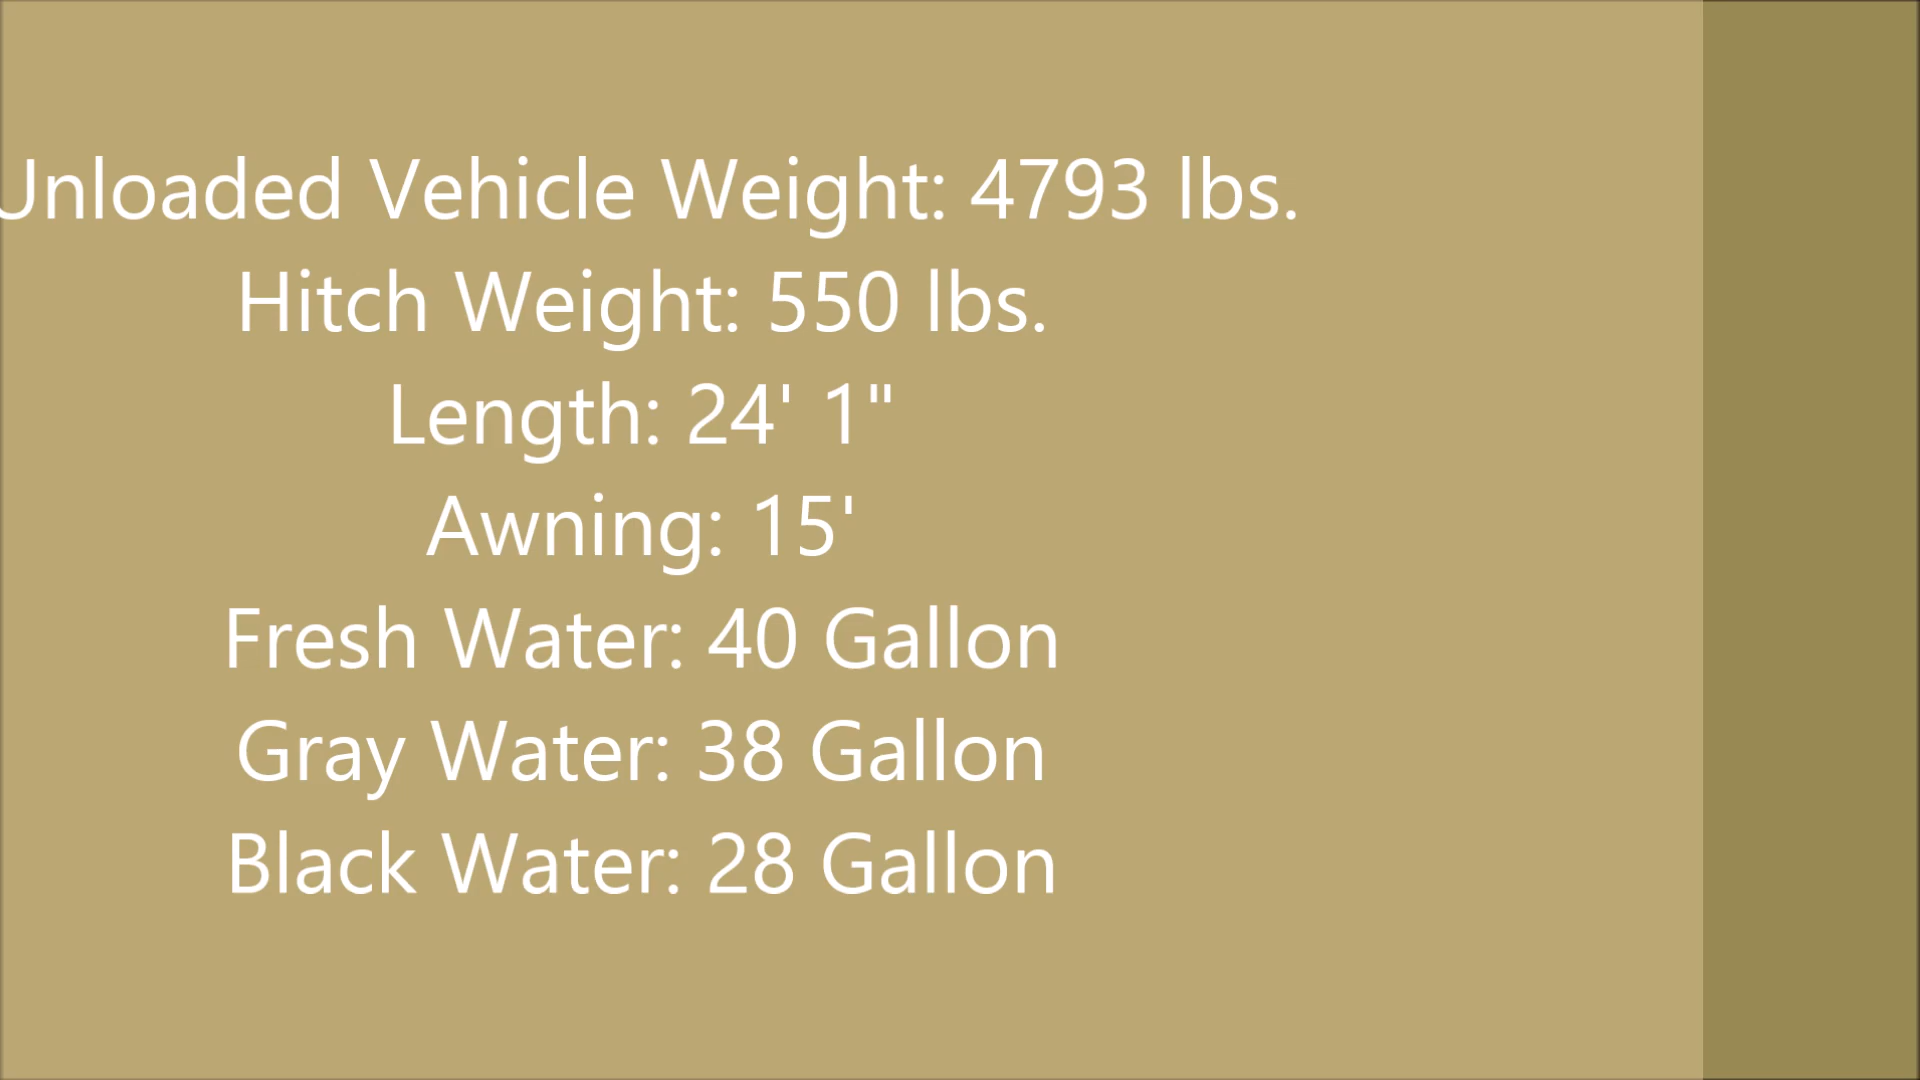 Unloaded Vehicle Weight: 4793 lbs.
Hitch Weight: 550 lbs.
Length: 24' 1"
Awning: 15'
Fresh Water: 40 Gallon
Gray Water: 38 Gallon
Black Water: 28 Gallon